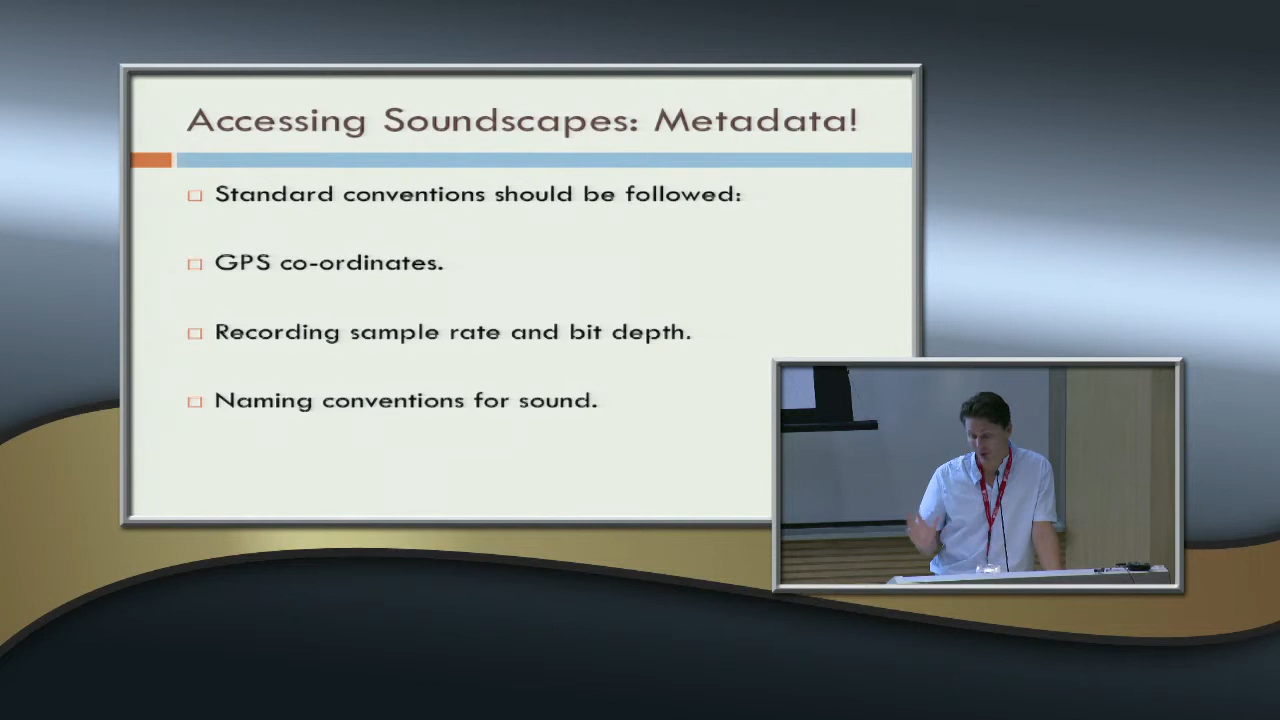 Accessing Soundscapes: Metadata!
Standard conventions should be followed:
GPS co-ordinates.
Recording sample rate and bit depth.
Naming conventions for sound.